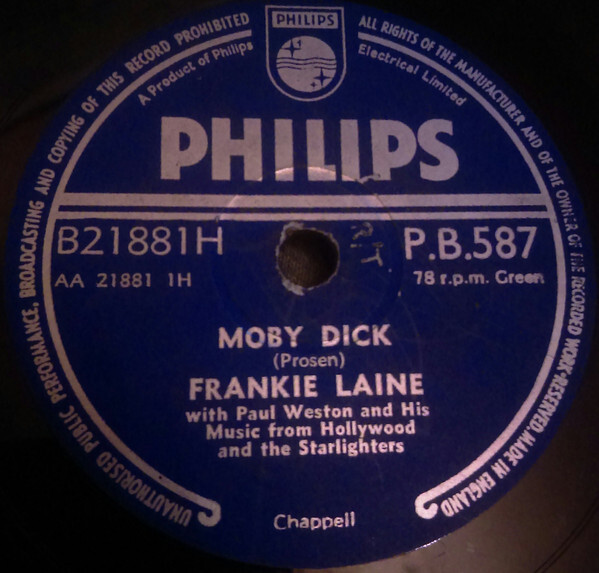 PHILIPS
UNAUTHORISED PUBLIC PERFORMANCE, BROADCASTING AND COPYING OF THIS RECORD PROHIBITED
ALL RIGHTS OF THE MANUFACTURER AND OF THE OWNER OF THE RECORDED WORK RESERVED. MADE IN ENGLAND
A Product of Philips
Electrical Limited
PHILIPS
B21881H
P.B.587
AA 21881 1H
78 r.p.m. Green
MOBY DICK
(Prosen)
FRANKIE LAINE
with Paul Weston and His
Music from Hollywood
and the Starlighters
Chappell